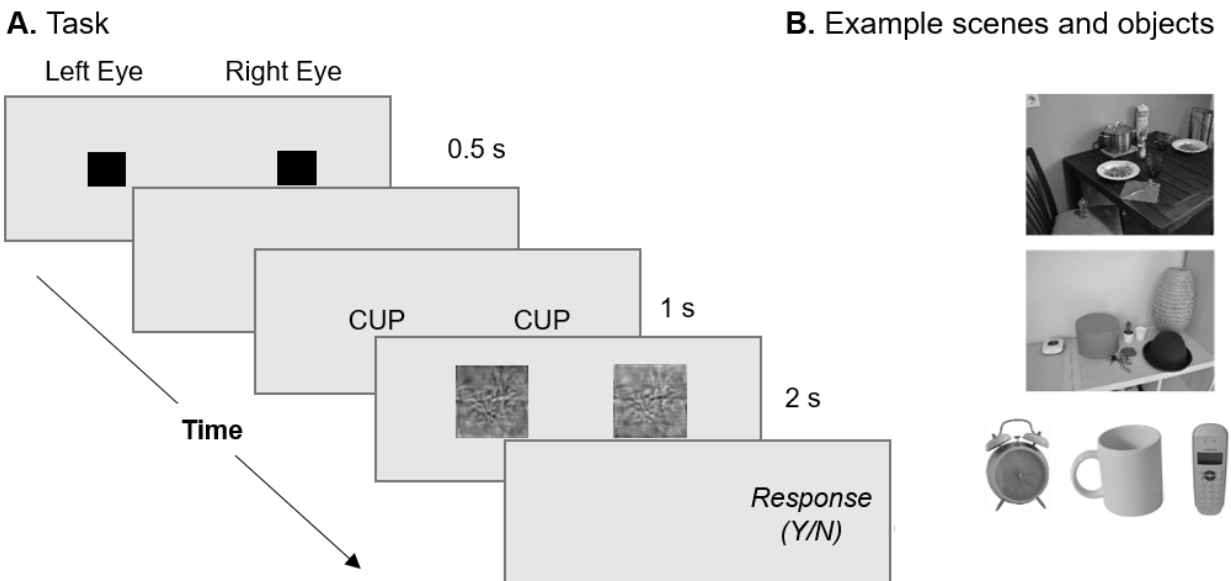 A. Task
B. Example scenes and objects
Left Eye Right Eye
0.5 s
CUP CUP
1 s
2 s
Time
Response
(Y/N)